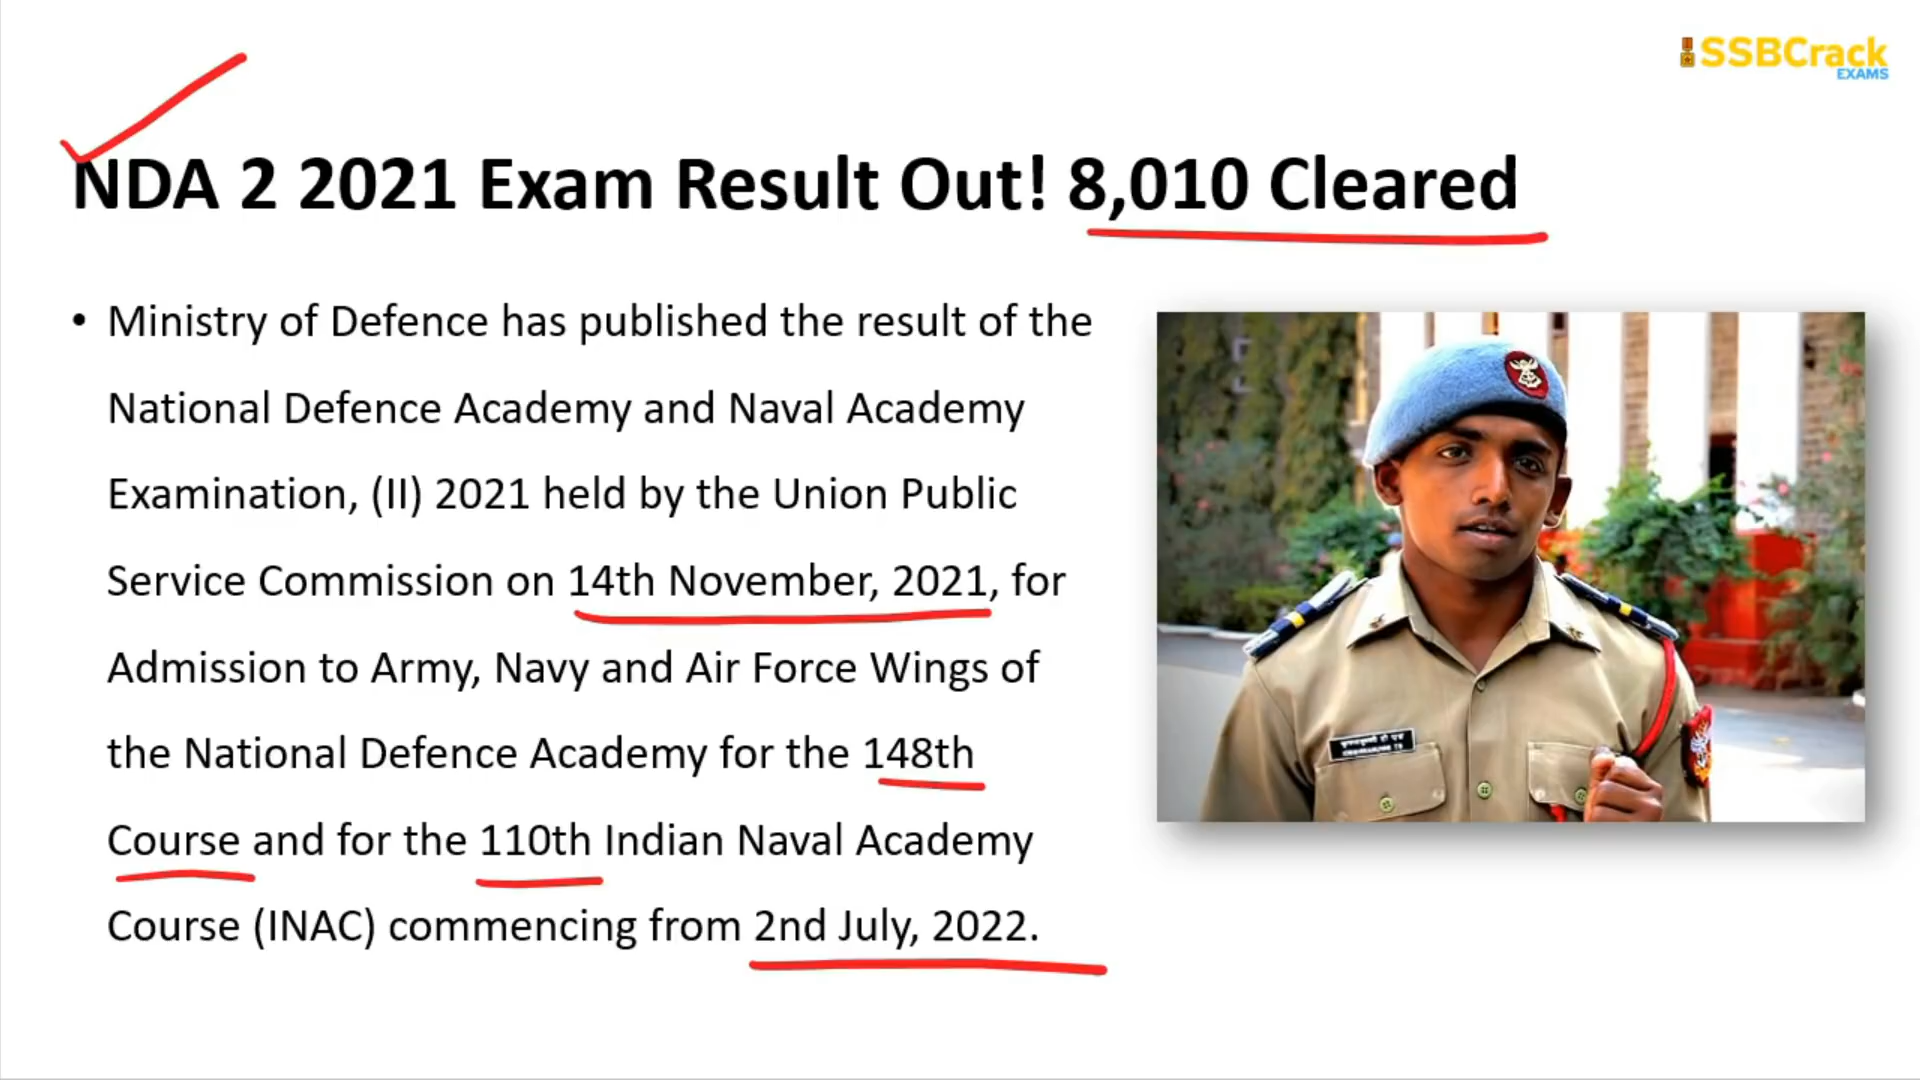 SSBCrack
EXAMS
NDA 2 2021 Exam Result Out! 8,010 Cleared
• Ministry of Defence has published the result of the
National Defence Academy and Naval Academy
Examination, (II) 2021 held by the Union Public
Service Commission on 14th November, 2021, for
Admission to Army, Navy and Air Force Wings of
the National Defence Academy for the 148th
Course and for the 110th Indian Naval Academy
Course (INAC) commencing from 2nd July, 2022.